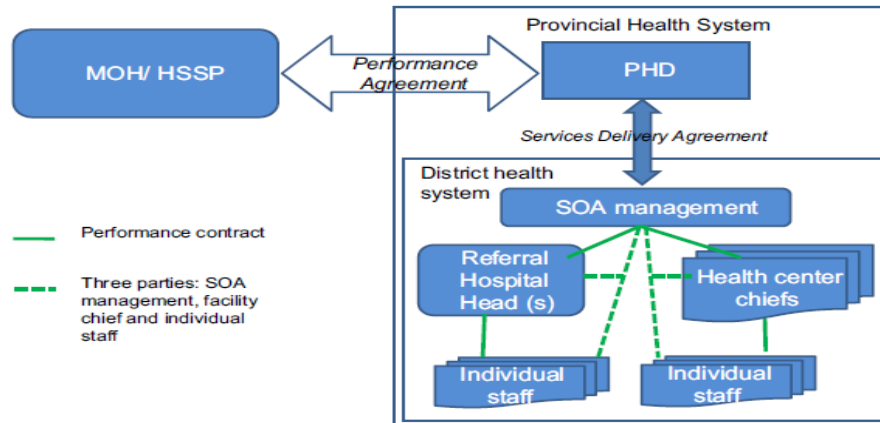 Provincial Health System
MOH/ HSSP
Performance
Agreement
PHD
Services Delivery Agreement
District health
system
SOA management
Performance contract
Referral
Hospital
Head (s)
Health center
chiefs
Three parties: SOA
management, facility
chief and individual
staff
Individual
staff
Individual
staff